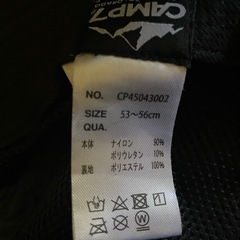 CAMP7
COLORADO
NO. CP45043002
SIZE 53~56cm
QUA.
本体 ナイロン 90%
ポリウレタン 10%
裏地 ポリエステル 100%
W